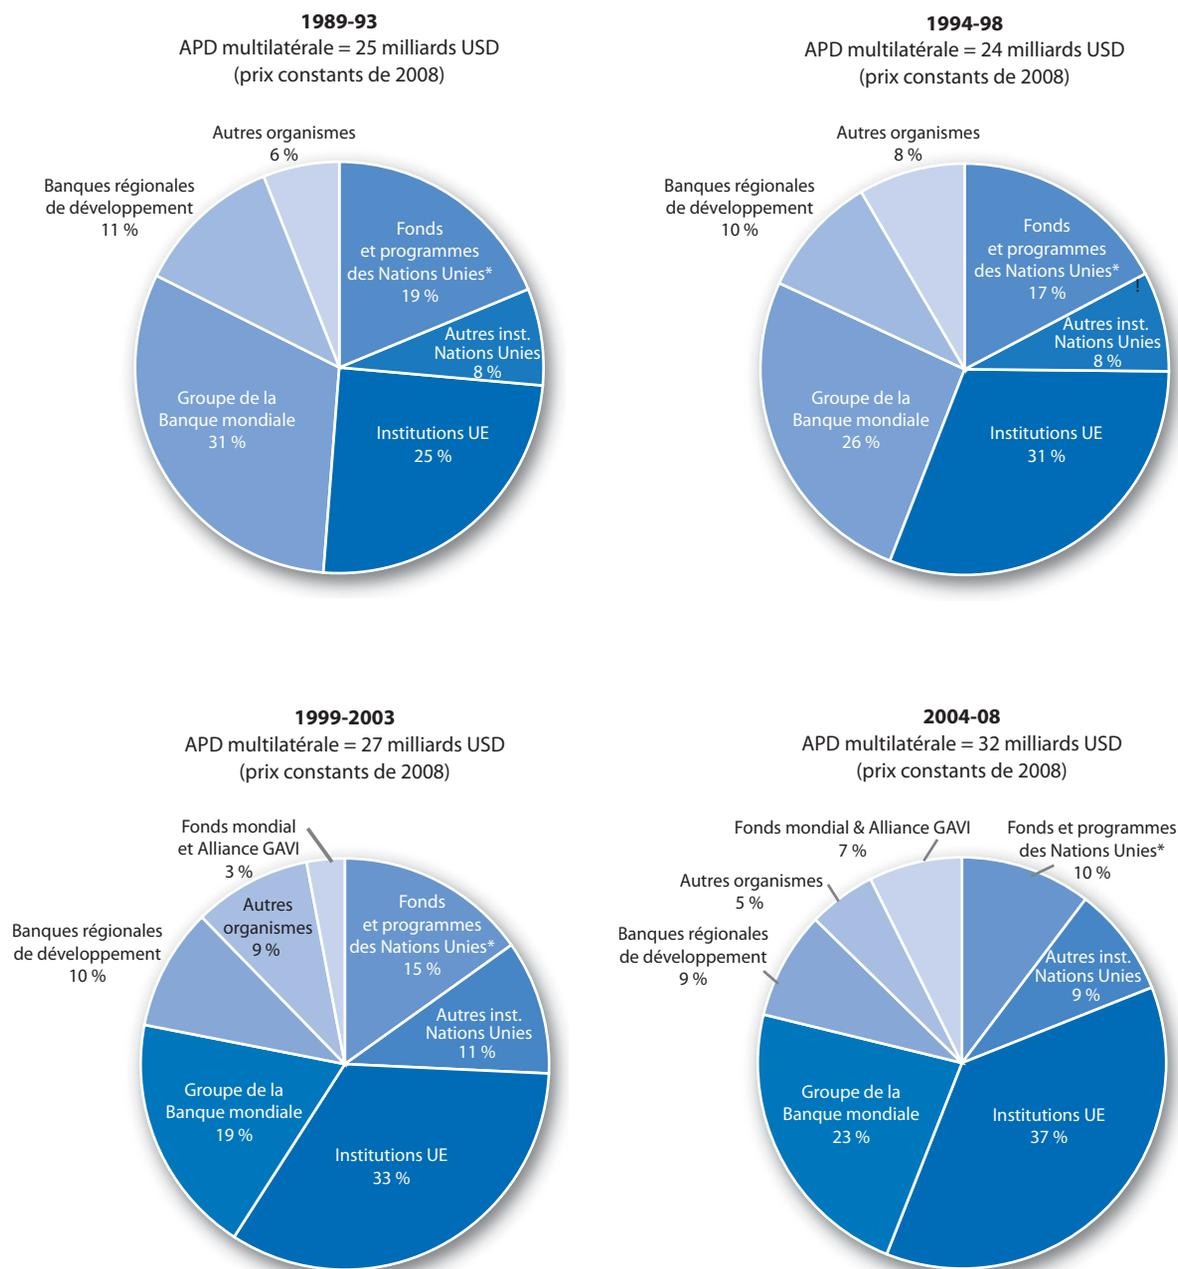 1989-93
APD multilatérale = 25 milliards USD
(prix constants de 2008)
Autres organismes
6 %
Banques régionales
de développement
11 %
Fonds
et programmes
des Nations Unies*
19 %
Autres inst.
Nations Unies
8 %
Groupe de la
Banque mondiale
31 %
Institutions UE
25 %
1994-98
APD multilatérale = 24 milliards USD
(prix constants de 2008)
Autres organismes
8 %
Banques régionales
de développement
10 %
Fonds
et programmes
des Nations Unies*
17 %
!
Autres inst.
Nations Unies
8 %
Groupe de la
Banque mondiale
26 %
Institutions UE
31 %
1999-2003
APD multilatérale = 27 milliards USD
(prix constants de 2008)
Fonds mondial
et Alliance GAVI
3 %
Autres
organismes
9 %
Banques régionales
de développement
10 %
Fonds
et programmes
des Nations Unies*
15 %
Autres inst.
Nations Unies
11 %
Groupe de la
Banque mondiale
19 %
Institutions UE
33 %
2004-08
APD multilatérale = 32 milliards USD
(prix constants de 2008)
Fonds mondial & Alliance GAVI
7 %
Fonds et programmes
des Nations Unies*
10 %
Autres organismes
5 %
Banques régionales
de développement
9 %
Autres inst.
Nations Unies
9 %
Groupe de la
Banque mondiale
23 %
Institutions UE
37 %